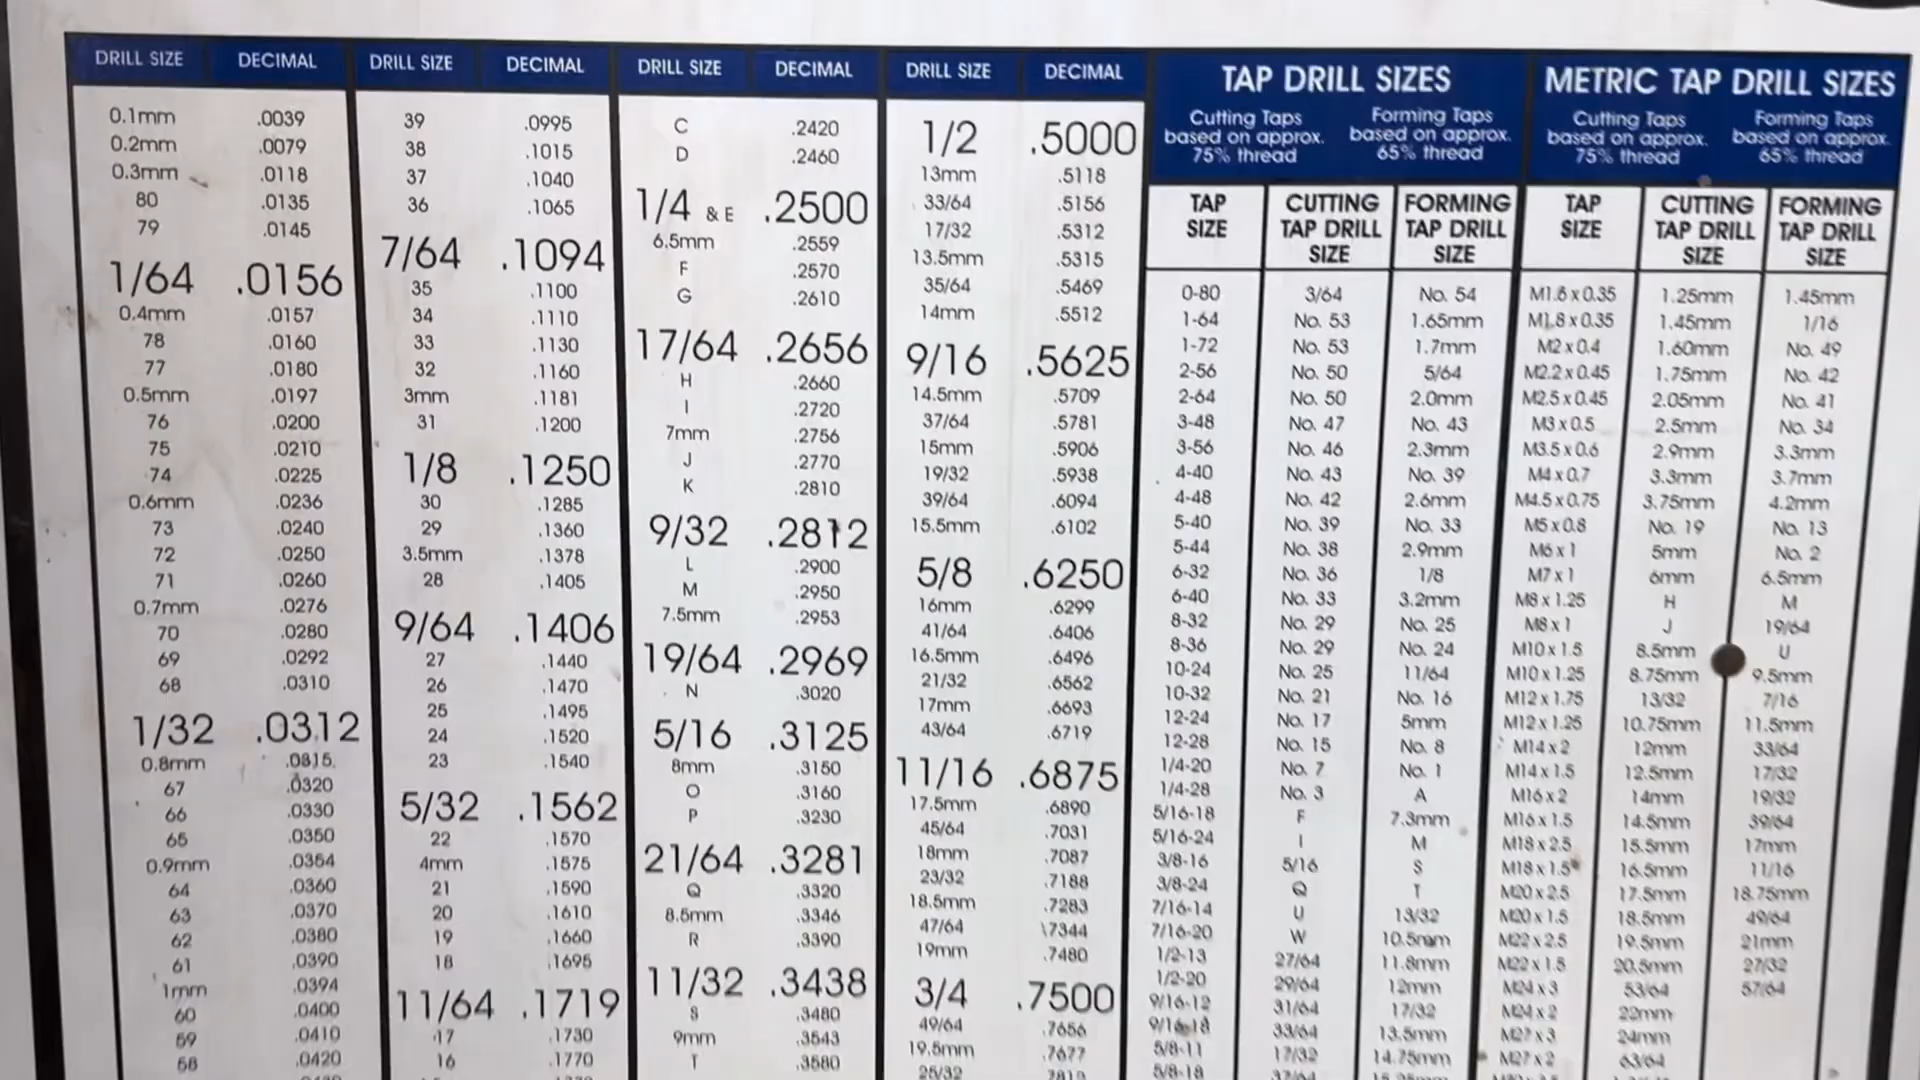 DRILL SIZE DECIMAL
0.1mm .0039
0.2mm .0079
0.3mm .0118
80 .0135
79 .0145
1/64 .0156
0.4mm .0157
78 .0160
77 .0180
0.5mm .0197
76 .0200
75 .0210
74 .0225
0.6mm .0236
73 .0240
72 .0250
71 .0260
0.7mm .0276
70 .0280
69 .0292
68 .0310
1/32 .0312
0.8mm .0315
67 .0320
66 .0330
65 .0350
0.9mm .0354
64 .0360
63 .0370
62 .0380
61 .0390
1mm .0394
60 .0400
59 .0410
58 .0420
DRILL SIZE DECIMAL
39 .0995
38 .1015
37 .1040
36 .1065
7/64 .1094
35 .1100
34 .1110
33 .1130
32 .1160
3mm .1181
31 .1200
1/8 .1250
30 .1285
29 .1360
3.5mm .1378
28 .1405
9/64 .1406
27 .1440
26 .1470
25 .1495
24 .1520
23 .1540
5/32 .1562
22 .1570
4mm .1575
21 .1590
20 .1610
19 .1660
18 .1695
11/64 .1719
17 .1730
16 .1770
DRILL SIZE DECIMAL
C .2420
D .2460
1/4 & E .2500
6.5mm .2559
F .2570
G .2610
17/64 .2656
H .2660
I .2720
7mm .2756
J .2770
K .2810
9/32 .2812
L .2900
M .2950
7.5mm .2953
19/64 .2969
N .3020
5/16 .3125
8mm .3150
O .3160
P .3230
21/64 .3281
Q .3320
8.5mm .3346
R .3390
11/32 .3438
S .3480
9mm .3543
T .3580
DRILL SIZE DECIMAL
1/2 .5000
13mm .5118
33/64 .5156
17/32 .5312
13.5mm .5315
35/64 .5469
14mm .5512
9/16 .5625
14.5mm .5709
37/64 .5781
15mm .5906
19/32 .5938
39/64 .6094
15.5mm .6102
5/8 .6250
16mm .6299
41/64 .6406
16.5mm .6496
21/32 .6562
17mm .6693
43/64 .6719
11/16 .6875
17.5mm .6890
45/64 .7031
18mm .7087
23/32 .7188
18.5mm .7283
47/64 .7344
19mm .7480
3/4 .7500
49/64 .7656
19.5mm .7677
25/32
TAP DRILL SIZES
Cutting Taps
based on approx.
75% thread
Forming Taps
based on approx.
65% thread
TAP
SIZE
CUTTING
TAP DRILL
SIZE
FORMING
TAP DRILL
SIZE
0-80 3/64 No. 54
1-64 No. 53 1.65mm
1-72 No. 53 1.7mm
2-56 No. 50 5/64
2-64 No. 50 2.0mm
3-48 No. 47 No. 43
3-56 No. 46 2.3mm
4-40 No. 43 No. 39
4-48 No. 42 2.6mm
5-40 No. 39 No. 33
5-44 No. 38 2.9mm
6-32 No. 36 1/8
6-40 No. 33 3.2mm
8-32 No. 29 No. 25
8-36 No. 29 No. 24
10-24 No. 25 11/64
10-32 No. 21 No. 16
12-24 No. 17 5mm
12-28 No. 15 No. 8
1/4-20 No. 7 No. 1
1/4-28 No. 3 A
5/16-18 F 7.3mm
5/16-24 I M
3/8-16 5/16 S
3/8-24 Q T
7/16-14 U 13/32
7/16-20 W 10.5mm
1/2-13 27/64 11.8mm
1/2-20 29/64 12mm
9/16-12 31/64 17/32
9/16-18 33/64 13.5mm
5/8-11 17/32 14.75mm
5/8-18 37/64
METRIC TAP DRILL SIZES
Cutting Taps
based on approx.
75% thread
Forming Taps
based on approx.
65% thread
TAP
SIZE
CUTTING
TAP DRILL
SIZE
FORMING
TAP DRILL
SIZE
M1.6 x 0.35 1.25mm 1.45mm
M1.8 x 0.35 1.45mm 1/16
M2 x 0.4 1.60mm No. 49
M2.2 x 0.45 1.75mm No. 42
M2.5 x 0.45 2.05mm No. 41
M3 x 0.5 2.5mm No. 34
M3.5 x 0.6 2.9mm 3.3mm
M4 x 0.7 3.3mm 3.7mm
M4.5 x 0.75 3.75mm 4.2mm
M5 x 0.8 No. 19 No. 13
M6 x 1 5mm No. 2
M7 x 1 6mm 6.5mm
M8 x 1.25 H M
M8 x 1 J 19/64
M10 x 1.5 8.5mm U
M10 x 1.25 8.75mm 9.5mm
M12 x 1.75 13/32 7/16
M12 x 1.25 10.75mm 11.5mm
M14 x 2 12mm 33/64
M14 x 1.5 12.5mm 17/32
M16 x 2 14mm 19/32
M16 x 1.5 14.5mm 39/64
M18 x 2.5 15.5mm 17mm
M18 x 1.5 16.5mm 11/16
M20 x 2.5 17.5mm 18.75mm
M20 x 1.5 18.5mm 49/64
M22 x 2.5 19.5mm 21mm
M22 x 1.5 20.5mm 27/32
M24 x 3 53/64 57/64
M24 x 2 22mm
M27 x 3 24mm
M27 x 2 63/64